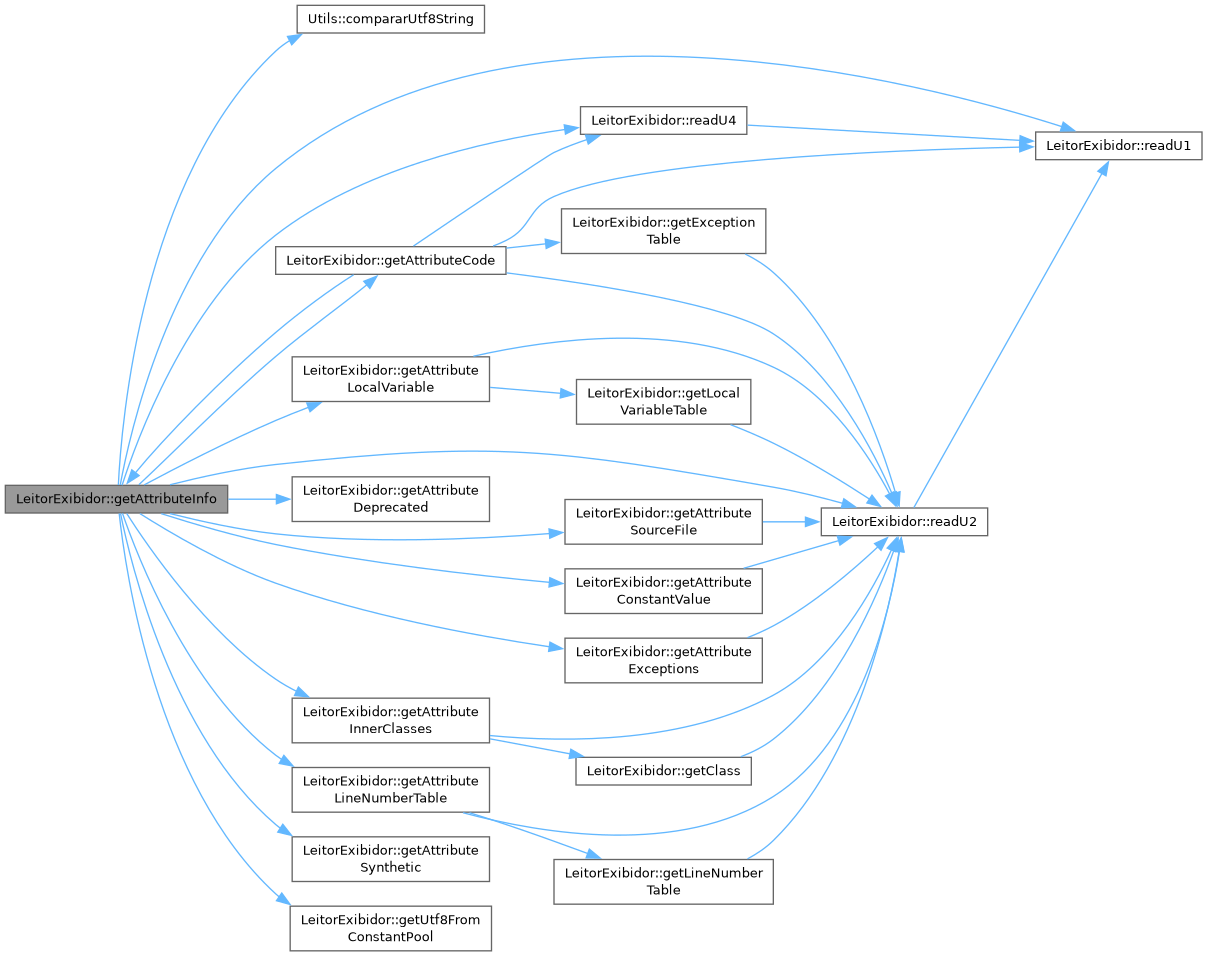 Utils::compararUtf8String
LeitorExibidor::readU4
LeitorExibidor::readU1
LeitorExibidor::getException
Table
LeitorExibidor::getAttributeCode
LeitorExibidor::getAttribute
LocalVariable
LeitorExibidor::getLocal
VariableTable
LeitorExibidor::getAttributeInfo
LeitorExibidor::getAttribute
Deprecated
LeitorExibidor::getAttribute
SourceFile
LeitorExibidor::readU2
LeitorExibidor::getAttribute
ConstantValue
LeitorExibidor::getAttribute
Exceptions
LeitorExibidor::getAttribute
InnerClasses
LeitorExibidor::getClass
LeitorExibidor::getAttribute
LineNumberTable
LeitorExibidor::getAttribute
Synthetic
LeitorExibidor::getLineNumber
Table
LeitorExibidor::getUtf8From
ConstantPool